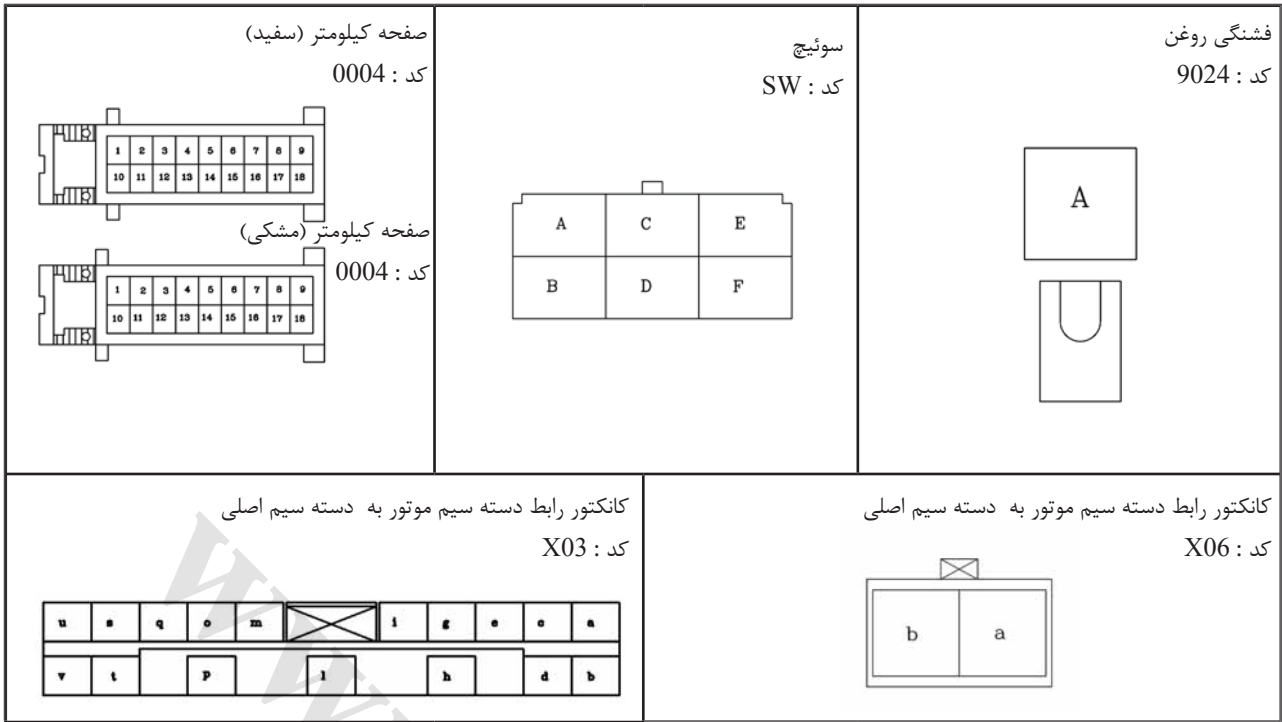 فشنگی روغن
کد : 9024
A
سوئیچ
کد : SW
A C E
B D F
صفحه کیلومتر (سفید)
کد : 0004
1 2 3 4 5 6 7 8 9
10 11 12 13 14 15 16 17 18
صفحه کیلومتر (مشکی)
کد : 0004
1 2 3 4 5 6 7 8 9
10 11 12 13 14 15 16 17 18
کانکتور رابط دسته سیم موتور به دسته سیم اصلی
کد : X06
b a
کانکتور رابط دسته سیم موتور به دسته سیم اصلی
کد : X03
u s q o m i g e c a
v t p l h d b